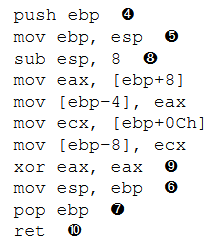 push ebp ❹
mov ebp, esp ❺
sub esp, 8 ❽
mov eax, [ebp+8]
mov [ebp-4], eax
mov ecx, [ebp+0Ch]
mov [ebp-8], ecx
xor eax, eax ❾
mov esp, ebp ❻
pop ebp ❼
ret ❿